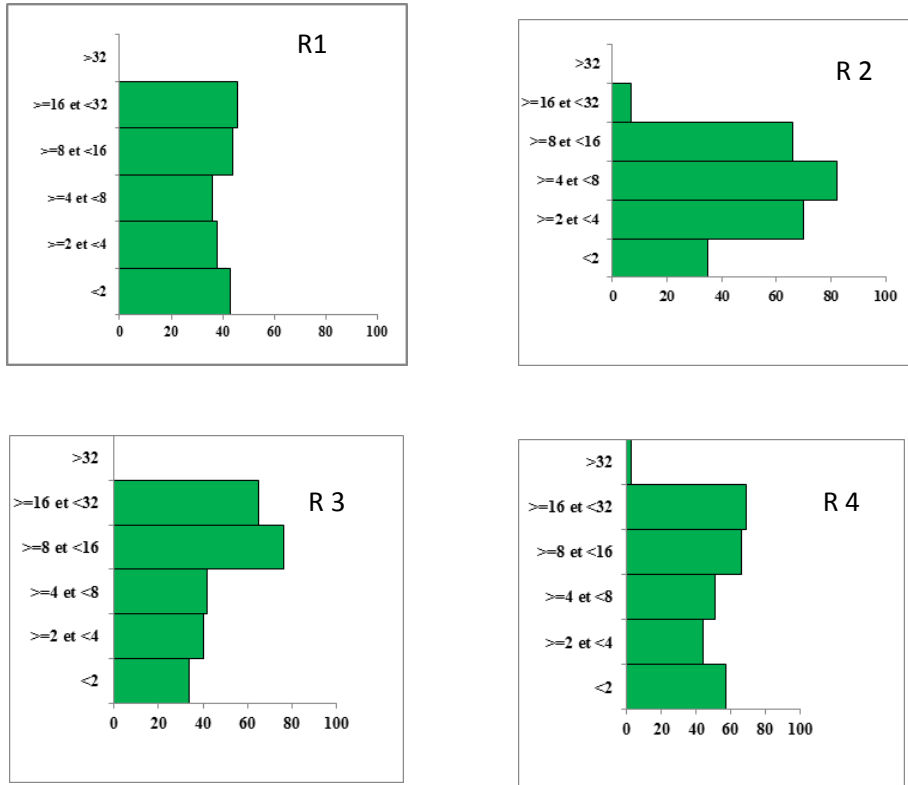 R1
>32
>=16 et <32
>=8 et <16
>=4 et <8
>=2 et <4
<2
0 20 40 60 80 100
R 2
>32
>=16 et <32
>=8 et <16
>=4 et <8
>=2 et <4
<2
0 20 40 60 80 100
R 3
>32
>=16 et <32
>=8 et <16
>=4 et <8
>=2 et <4
<2
0 20 40 60 80 100
R 4
>32
>=16 et <32
>=8 et <16
>=4 et <8
>=2 et <4
<2
0 20 40 60 80 100